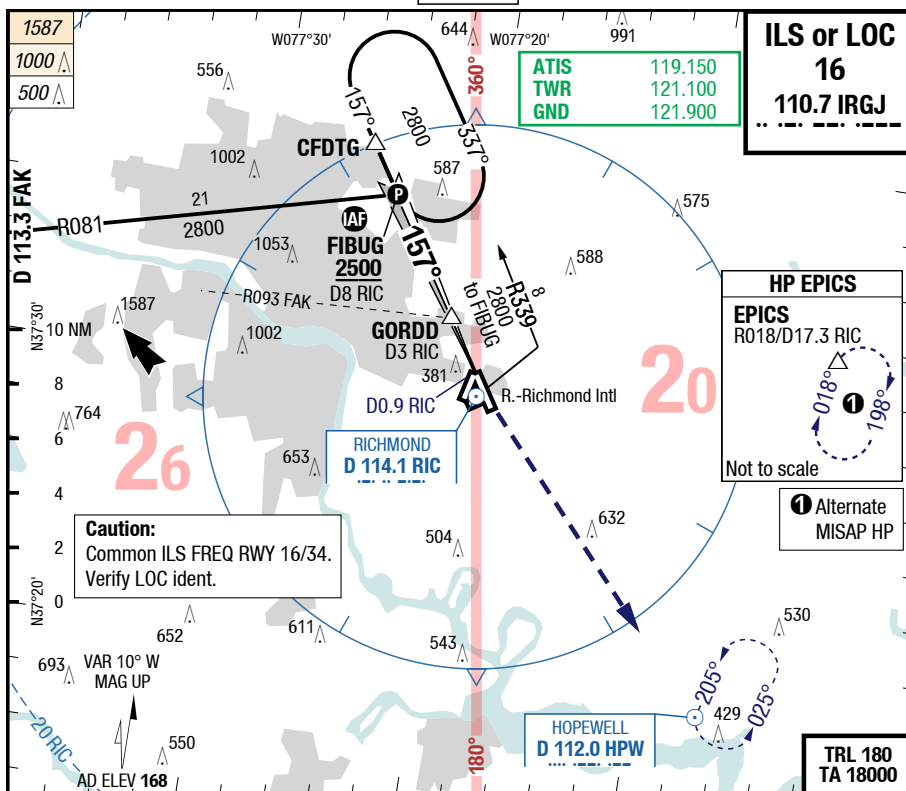 1587
1000
500
W077°30'
644
W077°20'
991
ILS or LOC
16
110.7 IRGJ
ATIS 119.150
TWR 121.100
GND 121.900
360°
556
157°
2800
337°
CFDTG
1002
587
575
D 113.3 FAK
R081
21
2800
P
IAF
FIBUG
2500
D8 RIC
157°
1053
588
R339
8
2800
to FIBUG
R093 FAK
HP EPICS
EPICS
R018/D17.3 RIC
018°
198°
1
Not to scale
1 Alternate
MISAP HP
1587
N37°30'
10 NM
1002
GORDD
D3 RIC
381
8
D0.9 RIC
R.-Richmond Intl
20
764
6
26
RICHMOND
D 114.1 RIC
653
4
632
Caution:
Common ILS FREQ RWY 16/34.
Verify LOC ident.
504
2
N37°20'
0
652
611
543
530
693
VAR 10° W
MAG UP
205°
025°
429
20 RIC
HOPEWELL
D 112.0 HPW
550
180°
AD ELEV 168
TRL 180
TA 18000